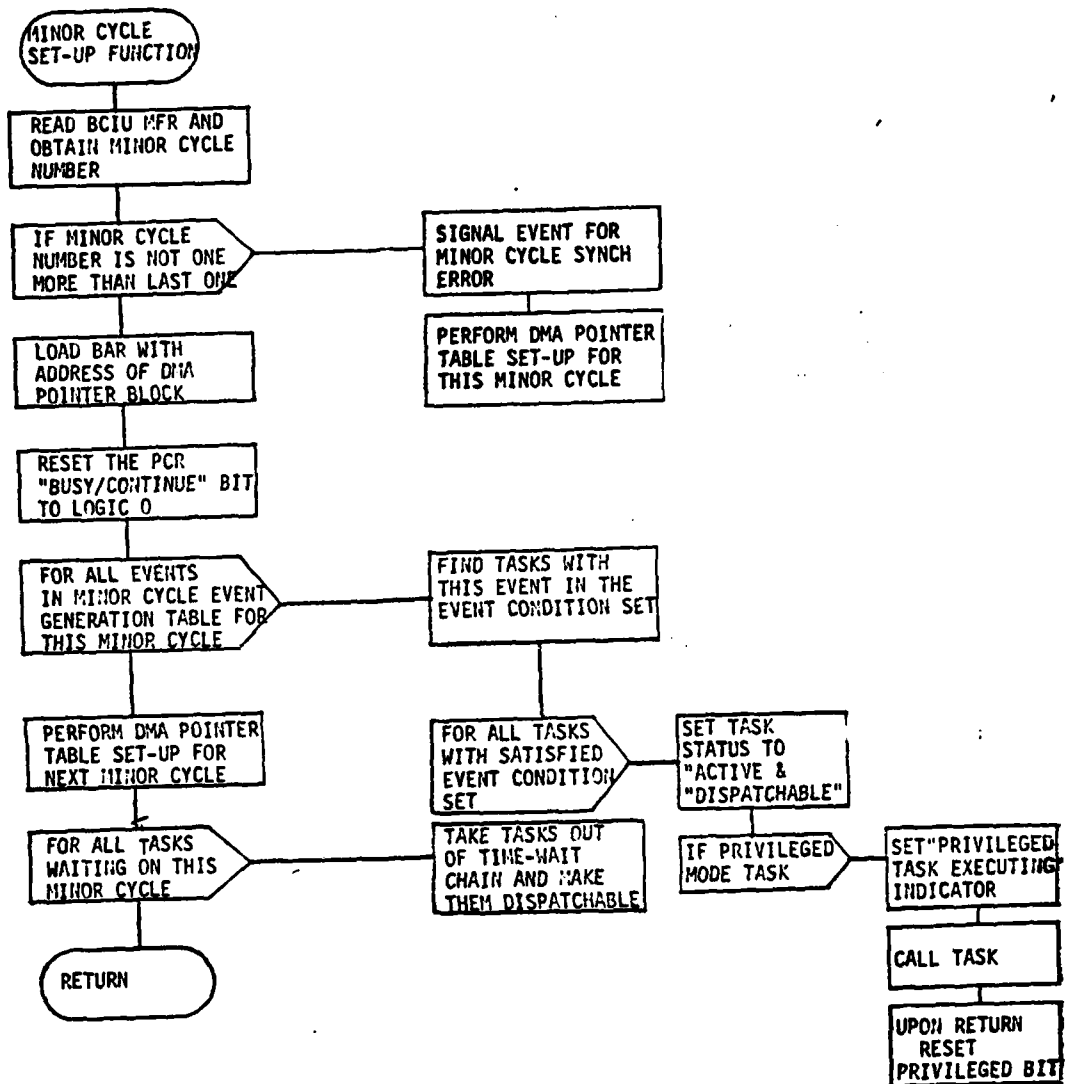 MINOR CYCLE
SET-UP FUNCTION
READ BCIU MFR AND
OBTAIN MINOR CYCLE
NUMBER
IF MINOR CYCLE
NUMBER IS NOT ONE
MORE THAN LAST ONE
SIGNAL EVENT FOR
MINOR CYCLE SYNCH
ERROR
PERFORM DMA POINTER
TABLE SET-UP FOR
THIS MINOR CYCLE
LOAD BAR WITH
ADDRESS OF DMA
POINTER BLOCK
RESET THE PCR
"BUSY/CONTINUE" BIT
TO LOGIC 0
FOR ALL EVENTS
IN MINOR CYCLE EVENT
GENERATION TABLE FOR
THIS MINOR CYCLE
FIND TASKS WITH
THIS EVENT IN THE
EVENT CONDITION SET
FOR ALL TASKS
WITH SATISFIED
EVENT CONDITION
SET
SET TASK
STATUS TO
"ACTIVE &
"DISPATCHABLE"
IF PRIVILEGED
MODE TASK
SET"PRIVILEGED
TASK EXECUTING"
INDICATOR
CALL TASK
UPON RETURN
RESET
PRIVILEGED BIT
PERFORM DMA POINTER
TABLE SET-UP FOR
NEXT MINOR CYCLE
FOR ALL TASKS
WAITING ON THIS
MINOR CYCLE
TAKE TASKS OUT
OF TIME-WAIT
CHAIN AND MAKE
THEM DISPATCHABLE
RETURN